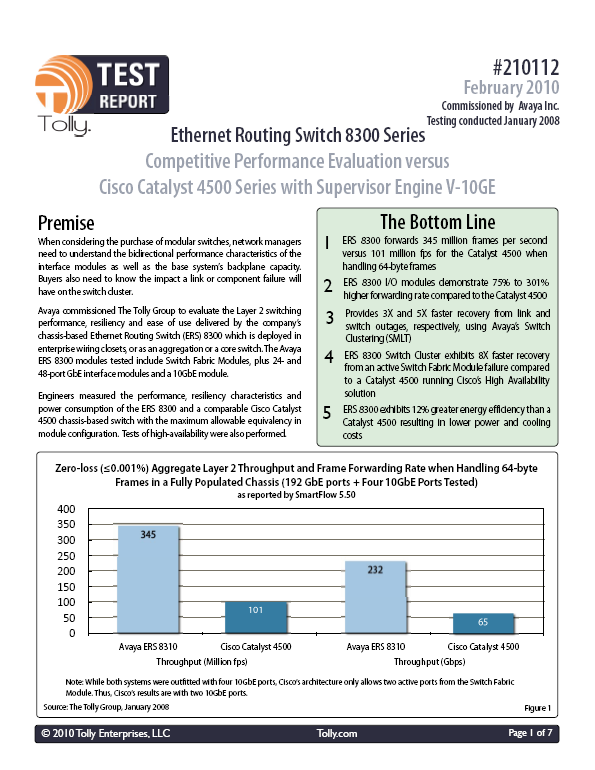 TEST
REPORT
Tolly.
#210112
February 2010
Commissioned by Avaya Inc.
Testing conducted January 2008
Ethernet Routing Switch 8300 Series
Competitive Performance Evaluation versus
Cisco Catalyst 4500 Series with Supervisor Engine V-10GE
Premise
When considering the purchase of modular switches, network managers
need to understand the bidirectional performance characteristics of the
interface modules as well as the base system's backplane capacity.
Buyers also need to know the impact a link or component failure will
have on the switch cluster.
Avaya commissioned The Tolly Group to evaluate the Layer 2 switching
performance, resiliency and ease of use delivered by the company's
chassis-based Ethernet Routing Switch (ERS) 8300 which is deployed in
enterprise wiring closets, or as an aggregation or a core switch. The Avaya
ERS 8300 modules tested include Switch Fabric Modules, plus 24- and
48-port GbE interface modules and a 10GbE module.
Engineers measured the performance, resiliency characteristics and
power consumption of the ERS 8300 and a comparable Cisco Catalyst
4500 chassis-based switch with the maximum allowable equivalency in
module configuration. Tests of high-availability were also performed.
The Bottom Line
1 ERS 8300 forwards 345 million frames per second
versus 101 million fps for the Catalyst 4500 when
handling 64-byte frames
2 ERS 8300 I/O modules demonstrate 75% to 301%
higher forwarding rate compared to the Catalyst 4500
3 Provides 3X and 5X faster recovery from link and
switch outages, respectively, using Avaya's Switch
Clustering (SMLT)
4 ERS 8300 Switch Cluster exhibits 8X faster recovery
from an active Switch Fabric Module failure compared
to a Catalyst 4500 running Cisco's High Availability
solution
5 ERS 8300 exhibits 12% greater energy efficiency than a
Catalyst 4500 resulting in lower power and cooling
costs
Zero-loss (≤0.001%) Aggregate Layer 2 Throughput and Frame Forwarding Rate when Handling 64-byte
Frames in a Fully Populated Chassis (192 GbE ports + Four 10GbE Ports Tested)
as reported by SmartFlow 5.50
400
350
300
250
200
150
100
50
0
345
101
232
65
Avaya ERS 8310
Cisco Catalyst 4500
Avaya ERS 8310
Cisco Catalyst 4500
Throughput (Million fps)
Throughput (Gbps)
Note: While both systems were outfitted with four 10GbE ports, Cisco's architecture only allows two active ports from the Switch Fabric
Module. Thus, Cisco's results are with two 10GbE ports.
Source: The Tolly Group, January 2008
Figure 1
© 2010 Tolly Enterprises, LLC
Tolly.com
Page 1 of 7